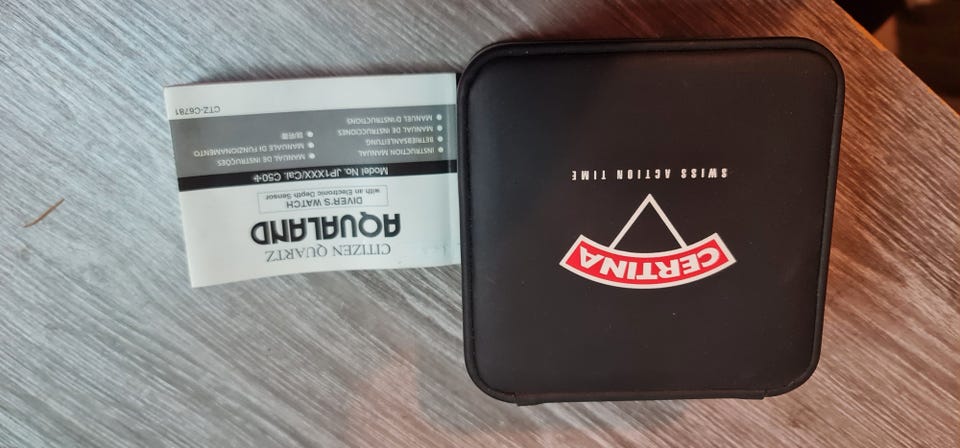 CERTINA
SWISS ACTION TIME
CITIZEN QUARTZ
AQUALAND
DIVER'S WATCH
with an Electronic Depth Sensor
Model No. JP1XXX/Cal. C50※
● INSTRUCTION MANUAL
● BETRIEBSANLEITUNG
● MANUAL DE INSTRUCCIONES
● MANUEL D'INSTRUCTIONS
● MANUAL DE INSTRUÇÕES
● MANUALE DI FUNZIONAMENTO
● 説明書
CTZ-C6781